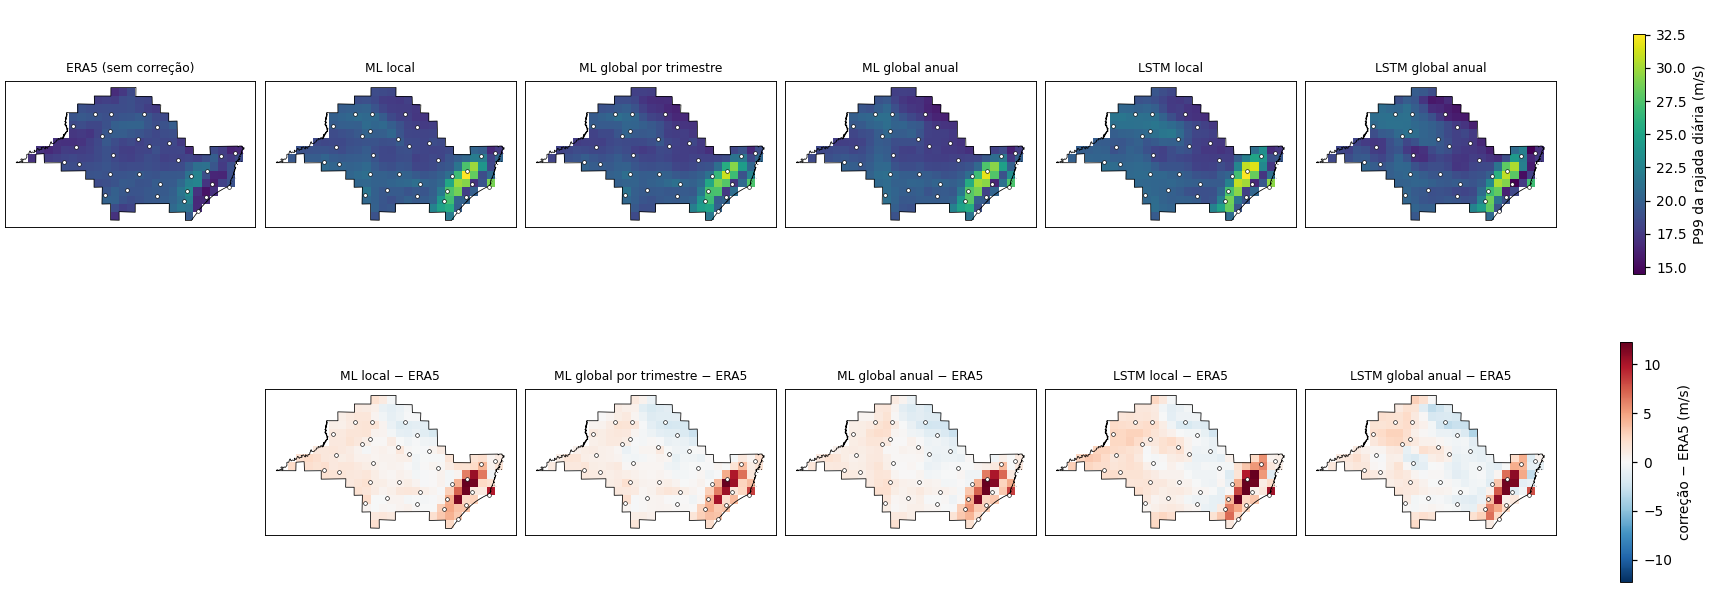 ERA5 (sem correção)
ML local
ML global por trimestre
ML global anual
LSTM local
LSTM global anual
32.5
30.0
27.5
25.0
22.5
20.0
17.5
15.0
P99 da rajada diária (m/s)
ML local − ERA5
ML global por trimestre − ERA5
ML global anual − ERA5
LSTM local − ERA5
LSTM global anual − ERA5
10
5
0
−5
−10
correção − ERA5 (m/s)